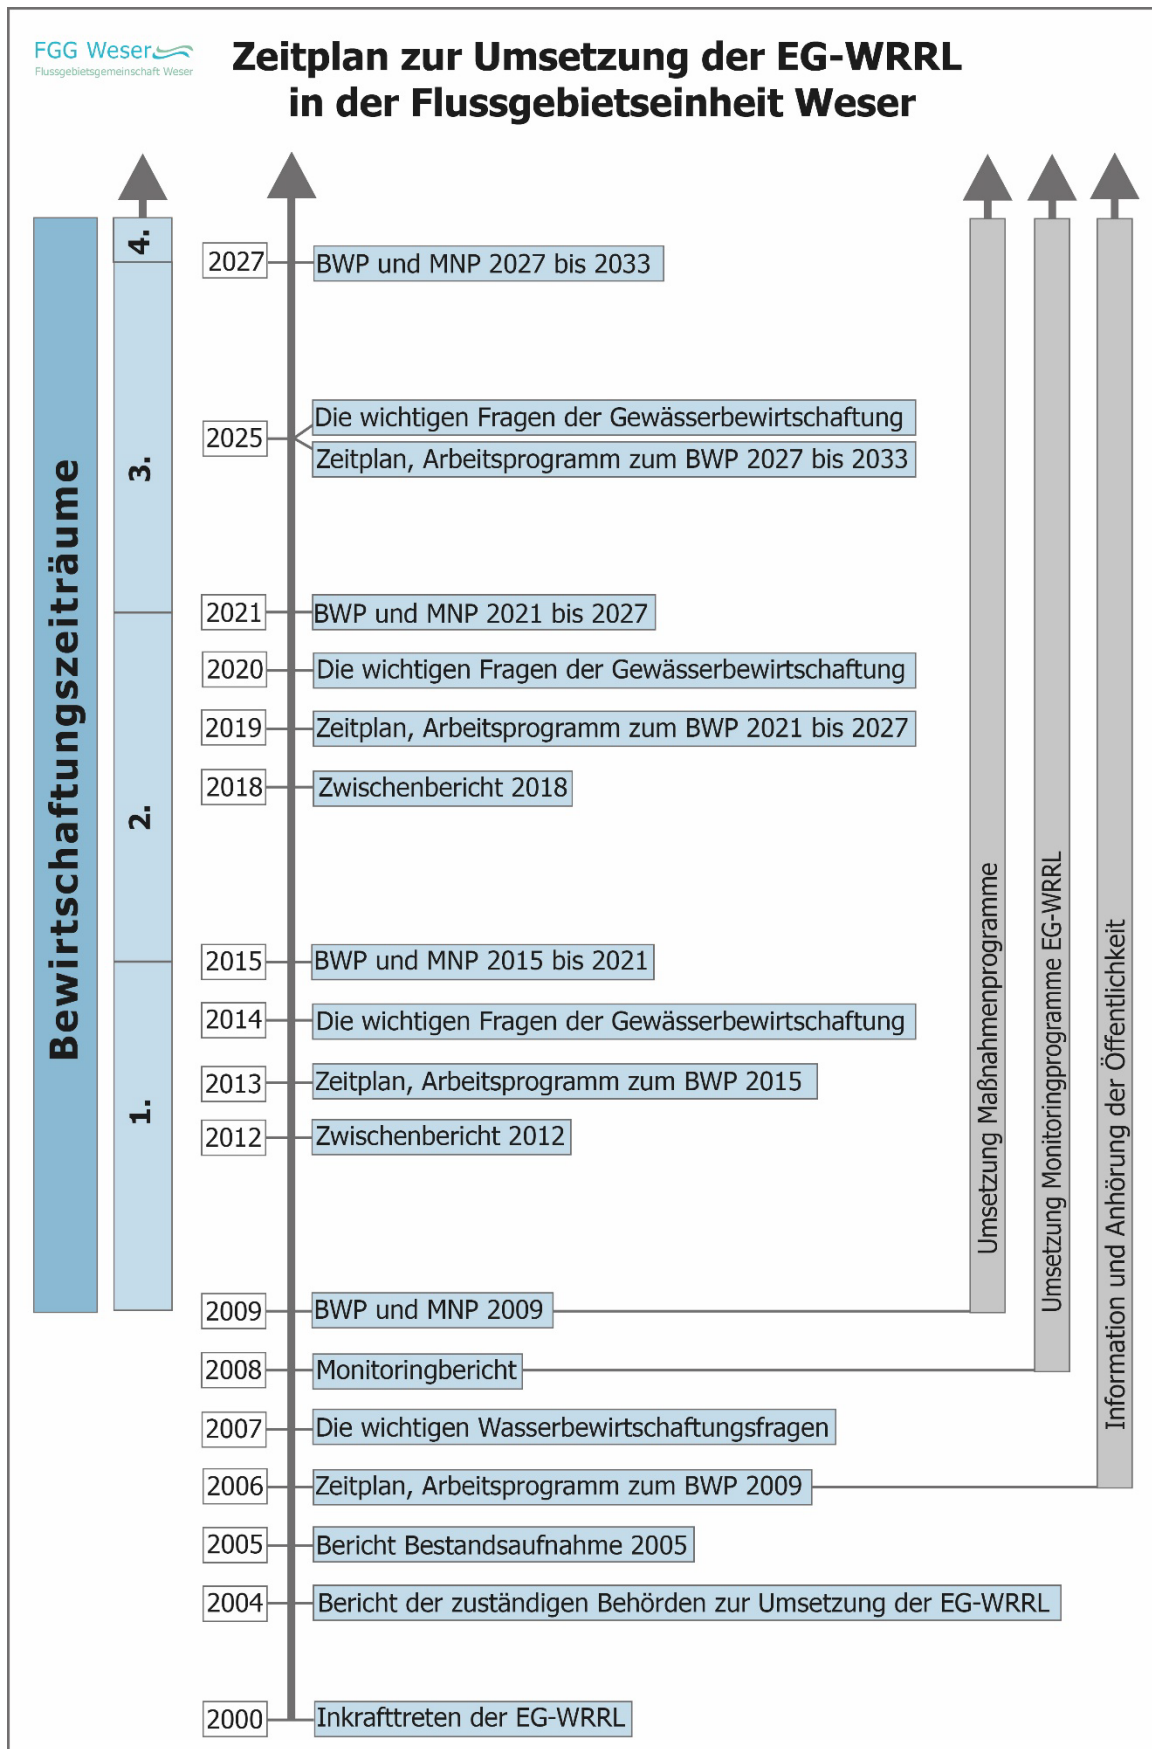 FGG Weser
Flussgebietsgemeinschaft Weser
Zeitplan zur Umsetzung der EG-WRRL
in der Flussgebietseinheit Weser
Bewirtschaftungszeiträume
4.
3.
2.
1.
2027
BWP und MNP 2027 bis 2033
2025
Die wichtigen Fragen der Gewässerbewirtschaftung
Zeitplan, Arbeitsprogramm zum BWP 2027 bis 2033
2021
BWP und MNP 2021 bis 2027
2020
Die wichtigen Fragen der Gewässerbewirtschaftung
2019
Zeitplan, Arbeitsprogramm zum BWP 2021 bis 2027
2018
Zwischenbericht 2018
2015
BWP und MNP 2015 bis 2021
2014
Die wichtigen Fragen der Gewässerbewirtschaftung
2013
Zeitplan, Arbeitsprogramm zum BWP 2015
2012
Zwischenbericht 2012
2009
BWP und MNP 2009
2008
Monitoringbericht
2007
Die wichtigen Wasserbewirtschaftungsfragen
2006
Zeitplan, Arbeitsprogramm zum BWP 2009
2005
Bericht Bestandsaufnahme 2005
2004
Bericht der zuständigen Behörden zur Umsetzung der EG-WRRL
2000
Inkrafttreten der EG-WRRL
Umsetzung Maßnahmenprogramme
Umsetzung Monitoringprogramme EG-WRRL
Information und Anhörung der Öffentlichkeit